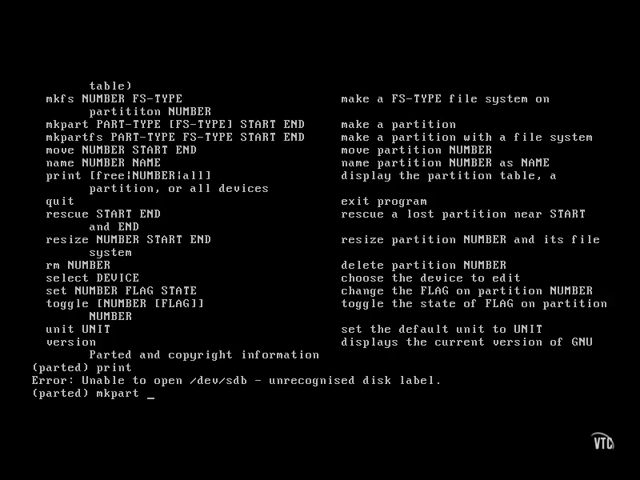 table)
mkfs NUMBER FS-TYPE make a FS-TYPE file system on
partititon NUMBER
mkpart PART-TYPE [FS-TYPE] START END make a partition
mkpartfs PART-TYPE FS-TYPE START END make a partition with a file system
move NUMBER START END move partition NUMBER
name NUMBER NAME name partition NUMBER as NAME
print [free|NUMBER|all] display the partition table, a
partition, or all devices
quit exit program
rescue START END rescue a lost partition near START
and END
resize NUMBER START END resize partition NUMBER and its file
system
rm NUMBER delete partition NUMBER
select DEVICE choose the device to edit
set NUMBER FLAG STATE change the FLAG on partition NUMBER
toggle [NUMBER [FLAG]] toggle the state of FLAG on partition
NUMBER
unit UNIT set the default unit to UNIT
version displays the current version of GNU
Parted and copyright information
(parted) print
Error: Unable to open /dev/sdb - unrecognised disk label.
(parted) mkpart _
VTC